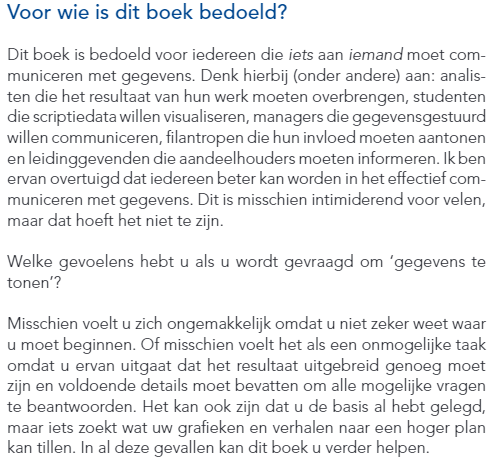 Voor wie is dit boek bedoeld?
Dit boek is bedoeld voor iedereen die iets aan iemand moet com-
municeren met gegevens. Denk hierbij (onder andere) aan: analis-
ten die het resultaat van hun werk moeten overbrengen, studenten
die scriptiedata willen visualiseren, managers die gegevensgestuurd
willen communiceren, filantropen die hun invloed moeten aantonen
en leidinggevenden die aandeelhouders moeten informeren. Ik ben
ervan overtuigd dat iedereen beter kan worden in het effectief com-
municeren met gegevens. Dit is misschien intimiderend voor velen,
maar dat hoeft het niet te zijn.
Welke gevoelens hebt u als u wordt gevraagd om ‘gegevens te
tonen’?
Misschien voelt u zich ongemakkelijk omdat u niet zeker weet waar
u moet beginnen. Of misschien voelt het als een onmogelijke taak
omdat u ervan uitgaat dat het resultaat uitgebreid genoeg moet
zijn en voldoende details moet bevatten om alle mogelijke vragen
te beantwoorden. Het kan ook zijn dat u de basis al hebt gelegd,
maar iets zoekt wat uw grafieken en verhalen naar een hoger plan
kan tillen. In al deze gevallen kan dit boek u verder helpen.